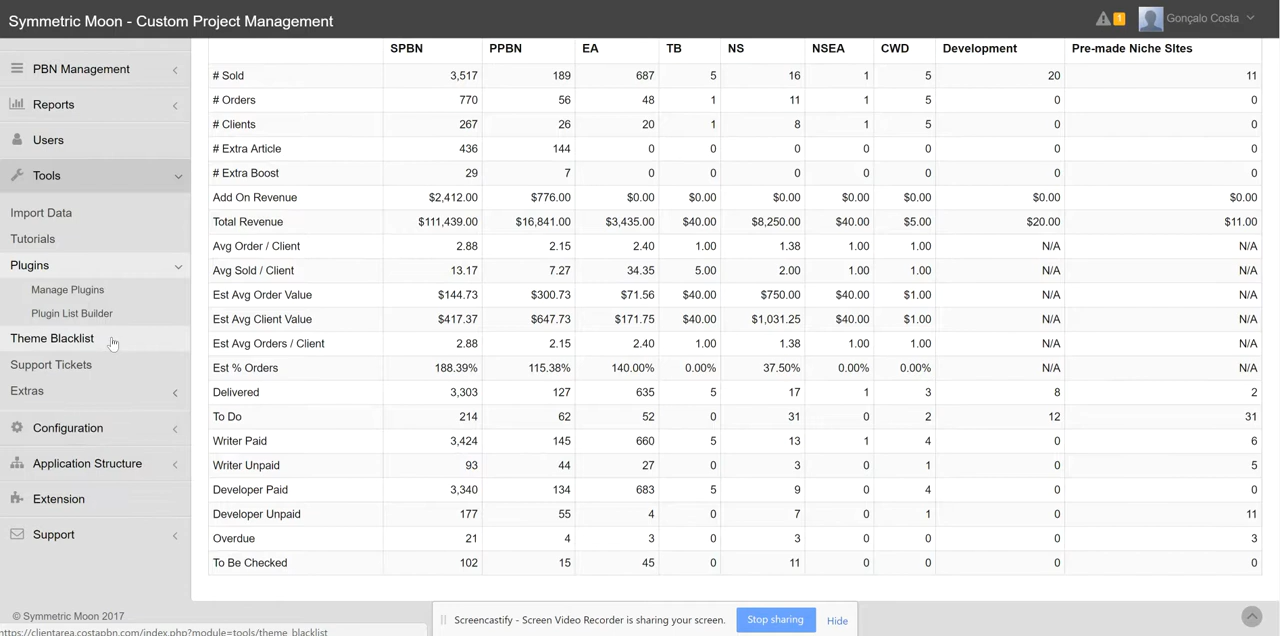 Symmetric Moon - Custom Project Management
1
Gonçalo Costa
PBN Management
Reports
Users
Tools
Import Data
Tutorials
Plugins
Manage Plugins
Plugin List Builder
Theme Blacklist
Support Tickets
Extras
Configuration
Application Structure
Extension
Support
© Symmetric Moon 2017
https://clientarea.costapbn.com/index.php?module=tools/theme_blacklist
SPBN PPBN EA TB NS NSEA CWD Development Pre-made Niche SItes
# Sold 3,517 189 687 5 16 1 5 20 11
# Orders 770 56 48 1 11 1 5 0 0
# Clients 267 26 20 1 8 1 5 0 0
# Extra Article 436 144 0 0 0 0 0 0 0
# Extra Boost 29 7 0 0 0 0 0 0 0
Add On Revenue $2,412.00 $776.00 $0.00 $0.00 $0.00 $0.00 $0.00 $0.00 $0.00
Total Revenue $111,439.00 $16,841.00 $3,435.00 $40.00 $8,250.00 $40.00 $5.00 $20.00 $11.00
Avg Order / Client 2.88 2.15 2.40 1.00 1.38 1.00 1.00 N/A N/A
Avg Sold / Client 13.17 7.27 34.35 5.00 2.00 1.00 1.00 N/A N/A
Est Avg Order Value $144.73 $300.73 $71.56 $40.00 $750.00 $40.00 $1.00 N/A N/A
Est Avg Client Value $417.37 $647.73 $171.75 $40.00 $1,031.25 $40.00 $1.00 N/A N/A
Est Avg Orders / Client 2.88 2.15 2.40 1.00 1.38 1.00 1.00 N/A N/A
Est % Orders 188.39% 115.38% 140.00% 0.00% 37.50% 0.00% 0.00% N/A N/A
Delivered 3,303 127 635 5 17 1 3 8 2
To Do 214 62 52 0 31 0 2 12 31
Writer Paid 3,424 145 660 5 13 1 4 0 6
Writer Unpaid 93 44 27 0 3 0 1 0 5
Developer Paid 3,340 134 683 5 9 0 4 0 0
Developer Unpaid 177 55 4 0 7 0 1 0 11
Overdue 21 4 3 0 3 0 0 0 3
To Be Checked 102 15 45 0 11 0 0 0 0
Screencastify - Screen Video Recorder is sharing your screen.
Stop sharing
Hide